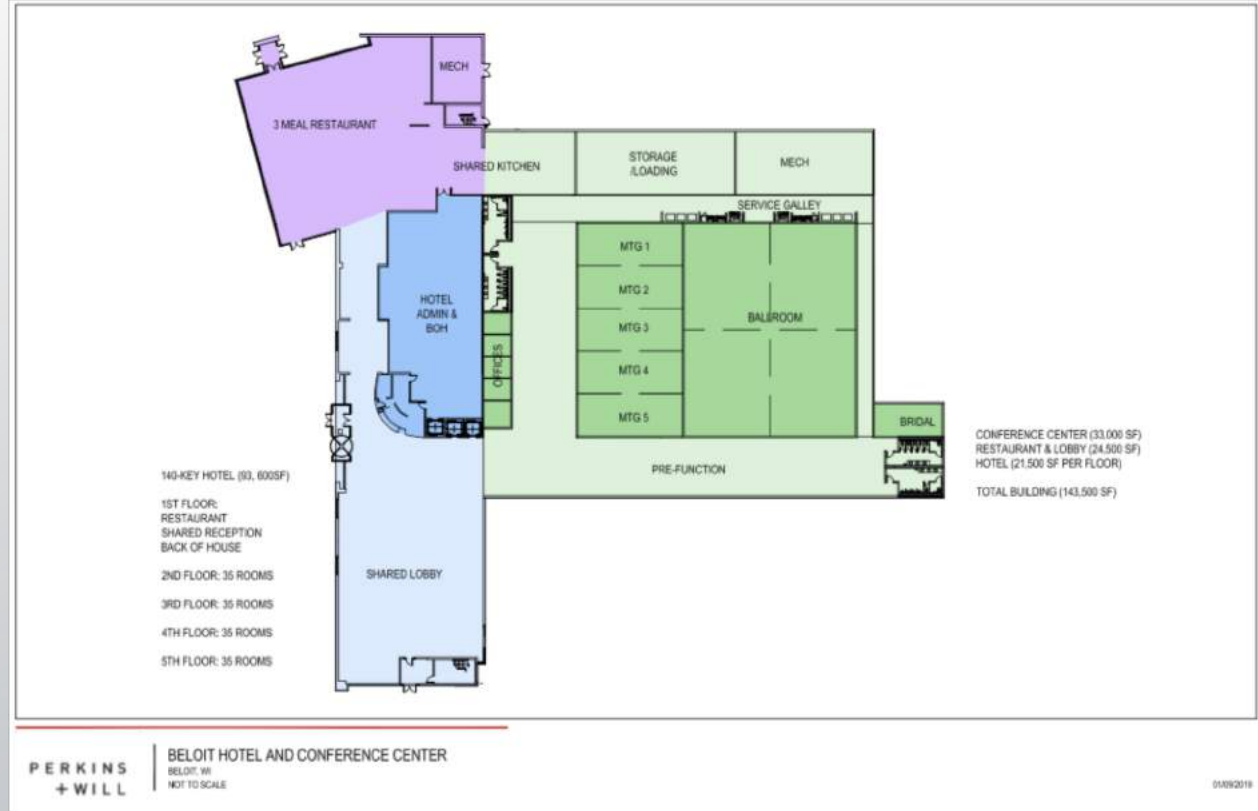 MECH
3 MEAL RESTAURANT
SHARED KITCHEN
STORAGE
/LOADING
MECH
SERVICE GALLEY
MTG 1
MTG 2
MTG 3
MTG 4
MTG 5
BALLROOM
HOTEL
ADMIN &
BOH
OFFICES
BRIDAL
PRE-FUNCTION
SHARED LOBBY
CONFERENCE CENTER (33,000 SF)
RESTAURANT & LOBBY (24,500 SF)
HOTEL (21,500 SF PER FLOOR)
TOTAL BUILDING (143,500 SF)
140-KEY HOTEL (93, 600SF)
1ST FLOOR:
RESTAURANT
SHARED RECEPTION
BACK OF HOUSE
2ND FLOOR: 35 ROOMS
3RD FLOOR: 35 ROOMS
4TH FLOOR: 35 ROOMS
5TH FLOOR: 35 ROOMS
PERKINS
+WILL
BELOIT HOTEL AND CONFERENCE CENTER
BELOIT, WI
NOT TO SCALE
01/09/2019